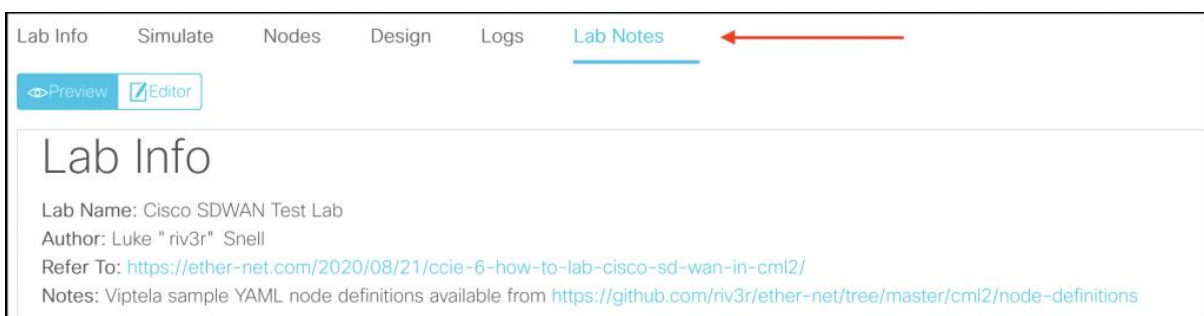 Lab Info Simulate Nodes Design Logs Lab Notes
Preview Editor
Lab Info
Lab Name: Cisco SDWAN Test Lab
Author: Luke "riv3r" Snell
Refer To: https://ether-net.com/2020/08/21/ccie-6-how-to-lab-cisco-sd-wan-in-cml2/
Notes: Viptela sample YAML node definitions available from https://github.com/riv3r/ether-net/tree/master/cml2/node-definitions